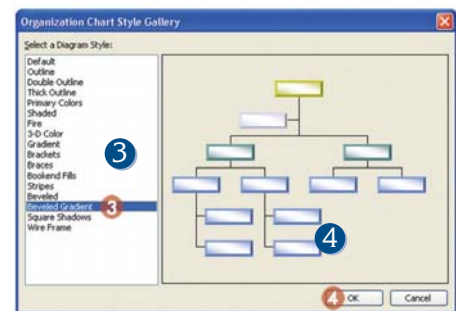 Organization Chart Style Gallery
Select a Diagram Style:
Default
Outline
Double Outline
Thick Outline
Primary Colors
Shaded
Fire
3-D Color
Gradient
Brackets
Braces
Bookend Fills
Stripes
Beveled
Beveled Gradient 3
Square Shadows
Wire Frame
3
4
4 OK Cancel